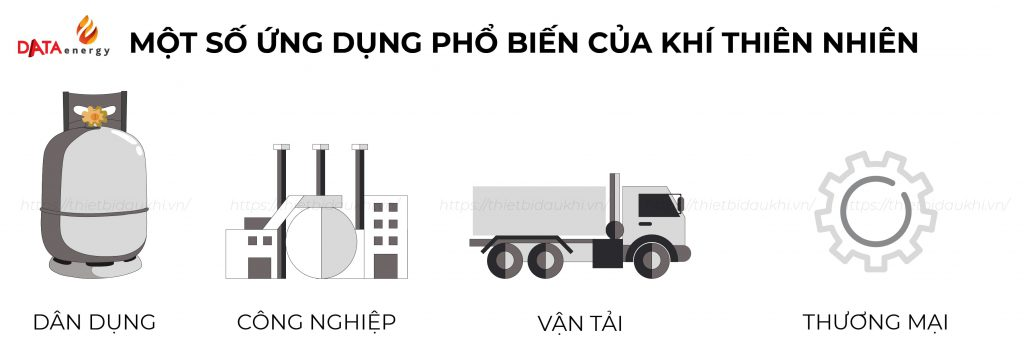 DATA energy
MỘT SỐ ỨNG DỤNG PHỔ BIẾN CỦA KHÍ THIÊN NHIÊN
https://thietbidaukhi.vn/ https://thietbidaukhi.vn/ https://thietbidaukhi.vn/ https://thietbidaukhi.vn/ https://thietbidaukhi.vn/
DÂN DỤNG CÔNG NGHIỆP VẬN TẢI THƯƠNG MẠI